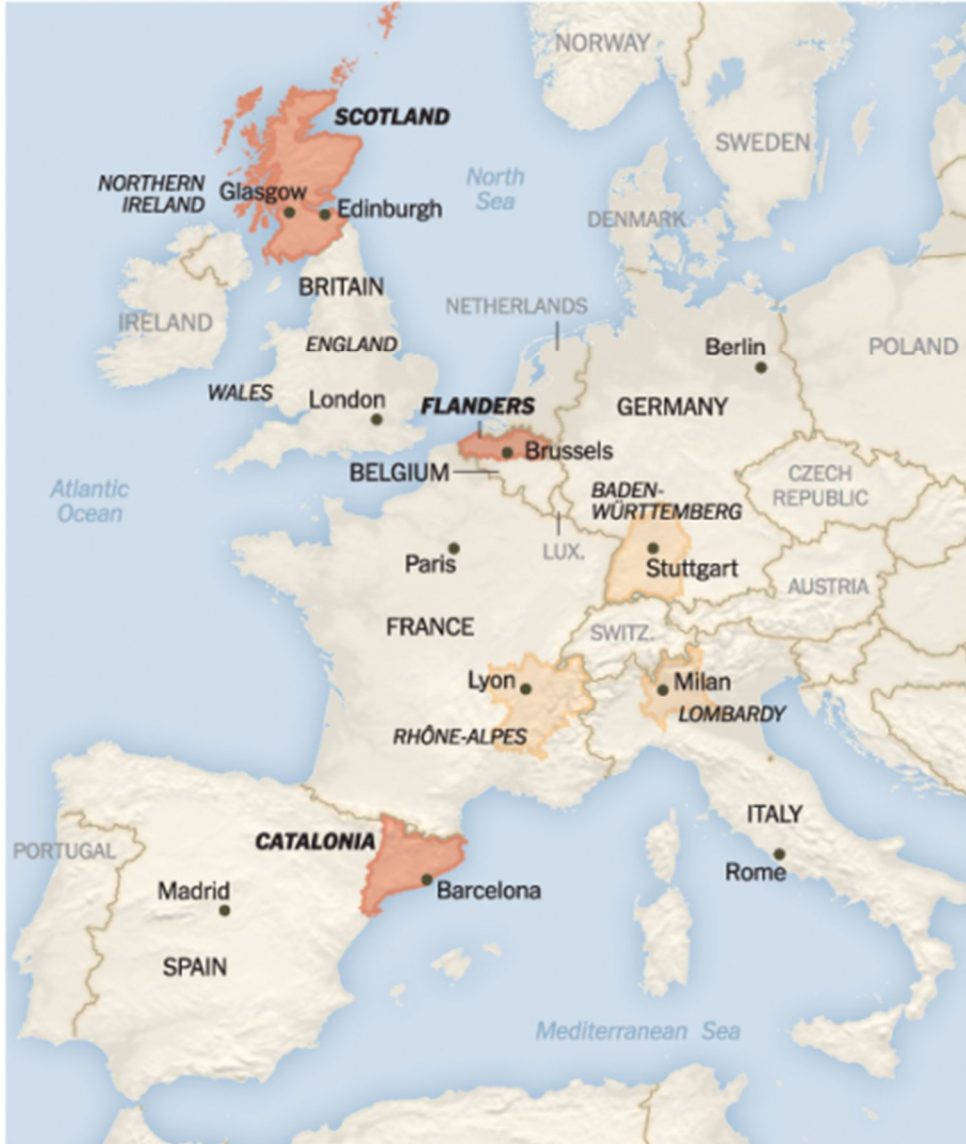 NORWAY
SCOTLAND
SWEDEN
North
Sea
NORTHERN
IRELAND
Glasgow
Edinburgh
DENMARK
BRITAIN
NETHERLANDS
IRELAND
ENGLAND
Berlin
POLAND
WALES
London
FLANDERS
GERMANY
Brussels
BELGIUM
CZECH
REPUBLIC
Atlantic
Ocean
BADEN-
WÜRTTEMBERG
LUX.
Paris
Stuttgart
AUSTRIA
FRANCE
SWITZ.
Lyon
Milan
LOMBARDY
RHÔNE-ALPES
ITALY
CATALONIA
PORTUGAL
Rome
Madrid
Barcelona
SPAIN
Mediterranean Sea